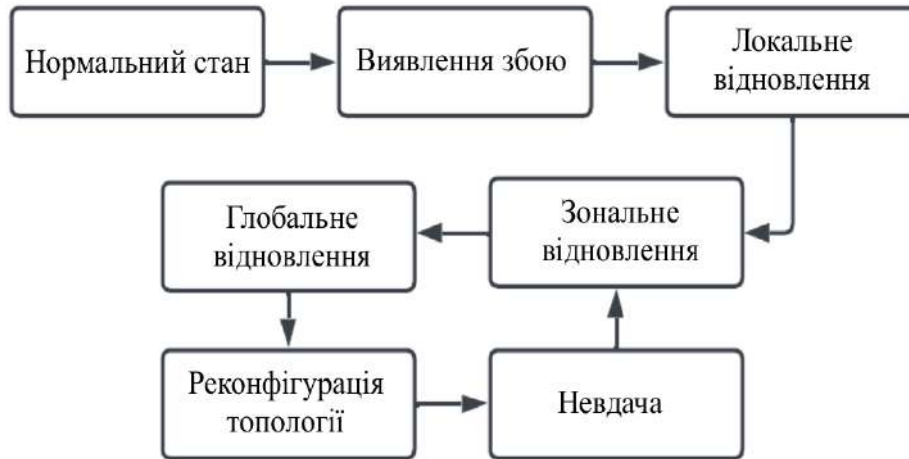 Нормальний стан
Виявлення збою
Локальне
відновлення
Глобальне
відновлення
Зональне
відновлення
Реконфігурація
топології
Невдача